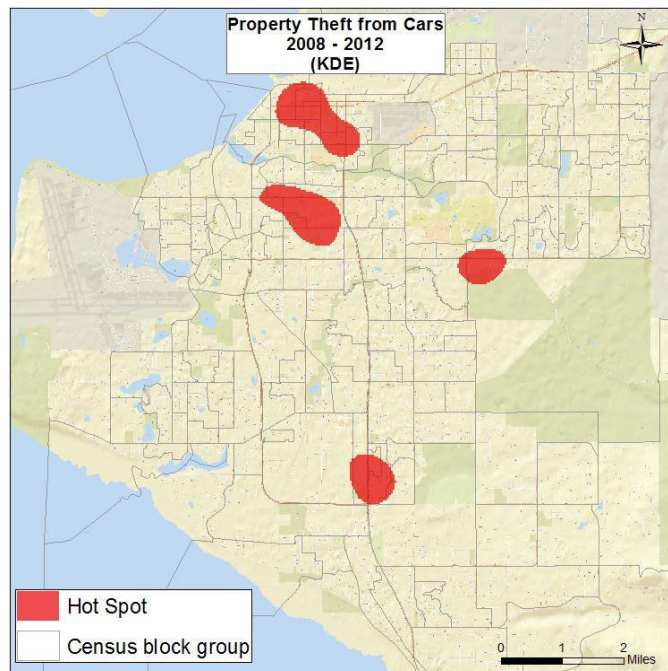 Property Theft from Cars
2008 - 2012
(KDE)
N
Hot Spot
Census block group
0 1 2
Miles